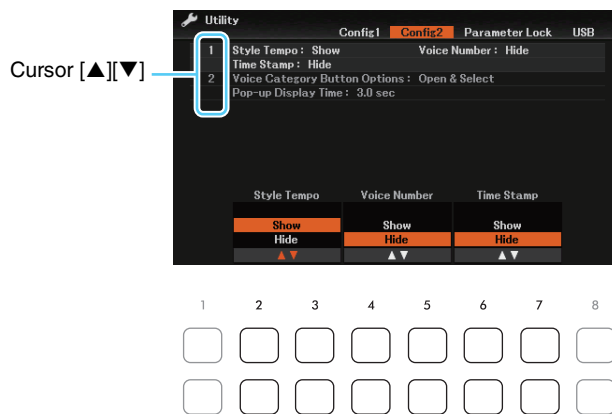 Utility
Config1 Config2 Parameter Lock USB
Cursor [▲][▼]
1 Style Tempo : Show Voice Number : Hide
Time Stamp : Hide
2 Voice Category Button Options : Open & Select
Pop-up Display Time : 3.0 sec
Style Tempo Voice Number Time Stamp
Show Show Show
Hide Hide Hide
▲▼ ▲▼ ▲▼
1 2 3 4 5 6 7 8